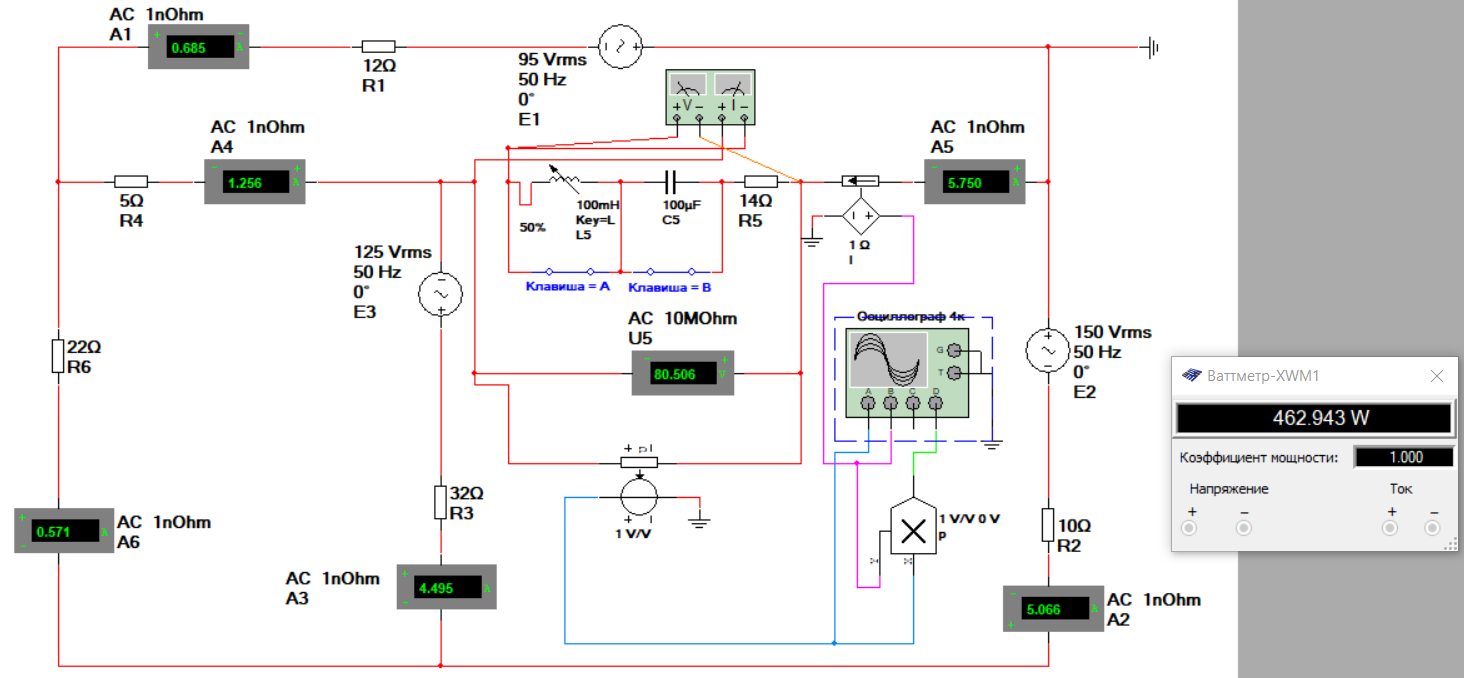 AC 1nOhm
A1
0.685
12Ω
R1
95 Vrms
50 Hz
0°
E1
+V- +I-
AC 1nOhm
A4
1.256
5Ω
R4
AC 1nOhm
A5
5.750
50%
100mH
Key=L
L5
100µF
C5
14Ω
R5
1 Ω
I
Клавиша = A
Клавиша = B
125 Vrms
50 Hz
0°
E3
AC 10MOhm
U5
80.506
Осциллограф 4к
G
T
A B C D
150 Vrms
50 Hz
0°
E2
22Ω
R6
Ваттметр-XWM1
462.943 W
Коэффициент мощности: 1.000
Напряжение Ток
+ − + −
32Ω
R3
1 V/V
1 V/V 0 V
p
Y X
10Ω
R2
AC 1nOhm
A6
0.571
AC 1nOhm
A3
4.495
AC 1nOhm
A2
5.066